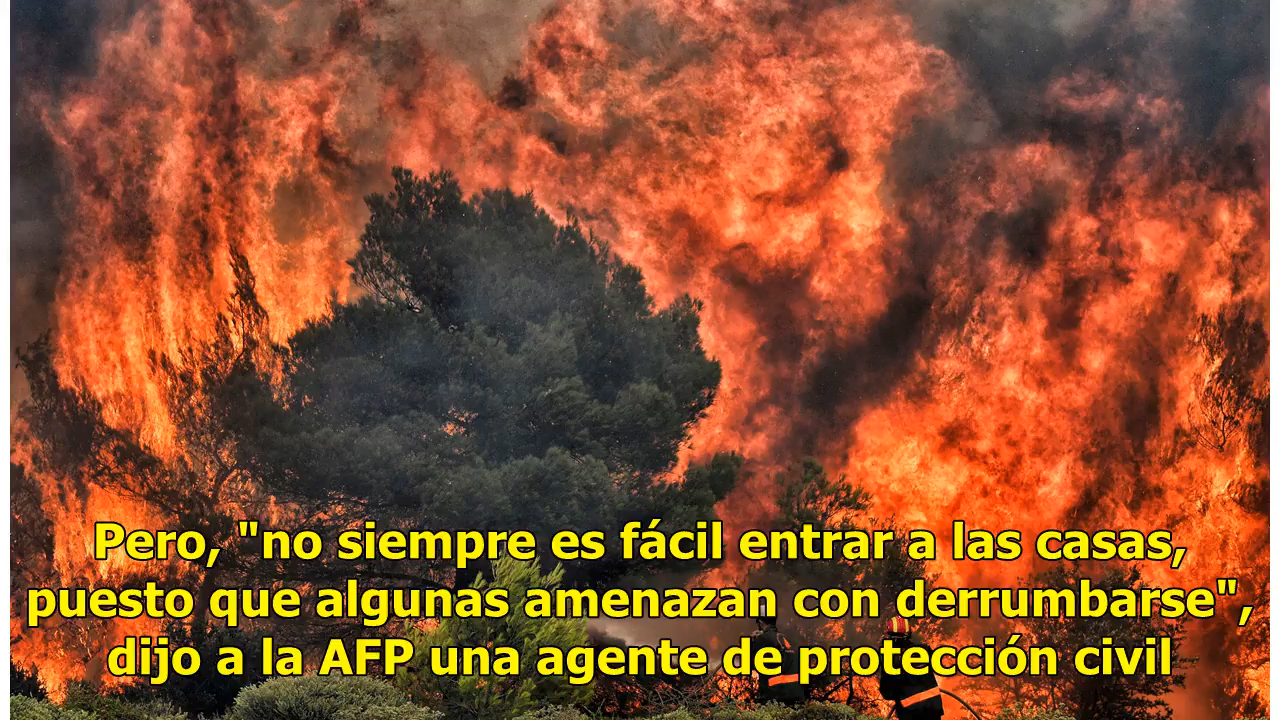 Pero, "no siempre es fácil entrar a las casas,
puesto que algunas amenazan con derrumbarse",
dijo a la AFP una agente de protección civil